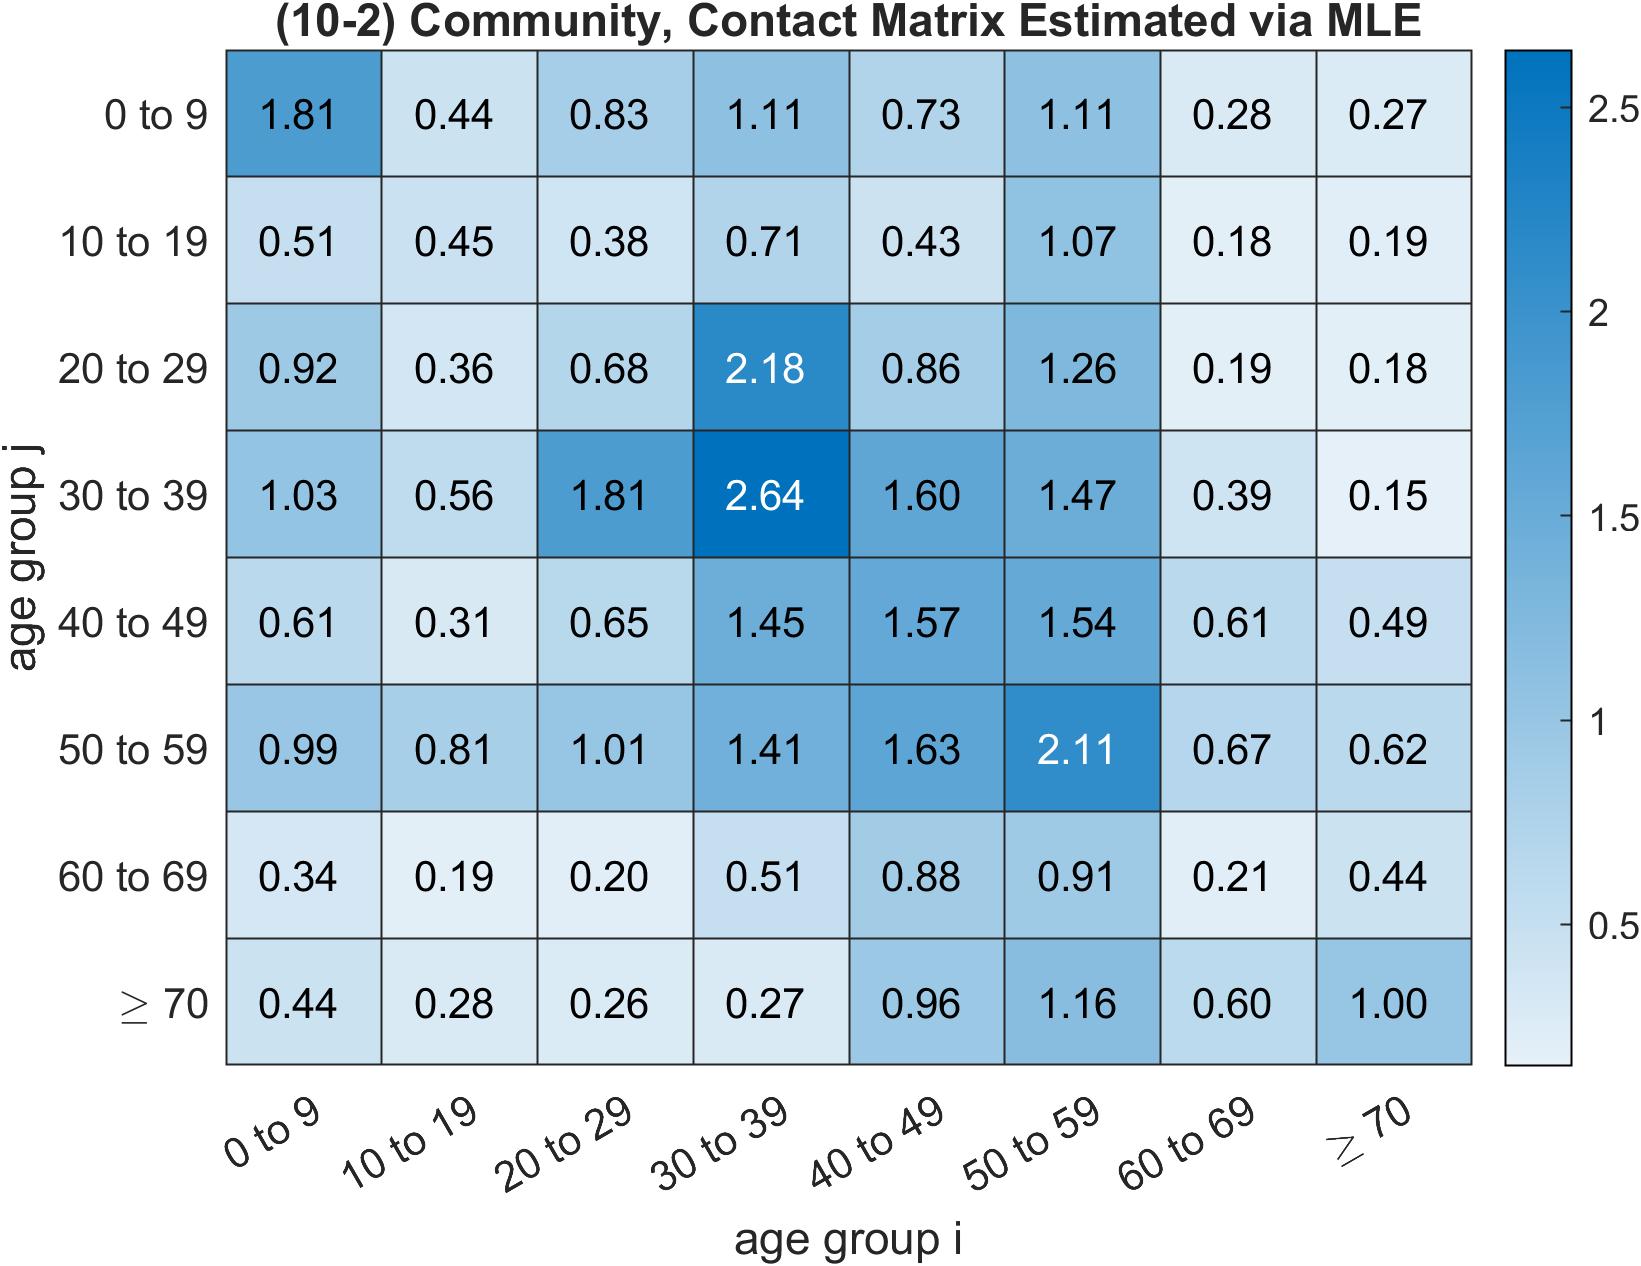 (10-2) Community, Contact Matrix Estimated via MLE
0 to 9 1.81 0.44 0.83 1.11 0.73 1.11 0.28 0.27
10 to 19 0.51 0.45 0.38 0.71 0.43 1.07 0.18 0.19
20 to 29 0.92 0.36 0.68 2.18 0.86 1.26 0.19 0.18
30 to 39 1.03 0.56 1.81 2.64 1.60 1.47 0.39 0.15
40 to 49 0.61 0.31 0.65 1.45 1.57 1.54 0.61 0.49
50 to 59 0.99 0.81 1.01 1.41 1.63 2.11 0.67 0.62
60 to 69 0.34 0.19 0.20 0.51 0.88 0.91 0.21 0.44
≥ 70 0.44 0.28 0.26 0.27 0.96 1.16 0.60 1.00
age group j
0 to 9 10 to 19 20 to 29 30 to 39 40 to 49 50 to 59 60 to 69 ≥ 70
age group i
2.5
2
1.5
1
0.5